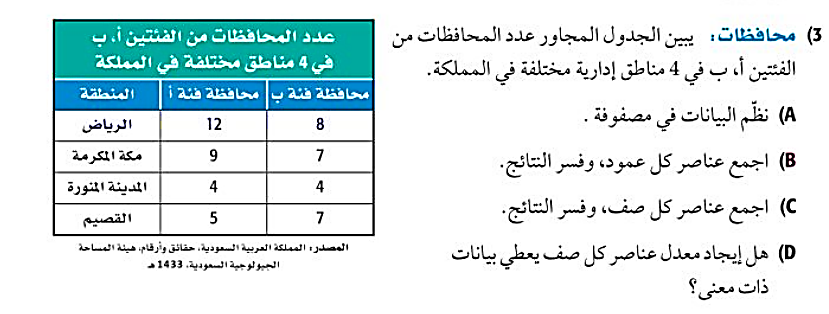 3) محافظات: يبين الجدول المجاور عدد المحافظات من
الفئتين أ، ب في 4 مناطق إدارية مختلفة في المملكة.
A) نظّم البيانات في مصفوفة .
B) اجمع عناصر كل عمود، وفسر النتائج.
C) اجمع عناصر كل صف، وفسر النتائج.
D) هل إيجاد معدل عناصر كل صف يعطي بيانات
ذات معنى؟
عدد المحافظات من الفئتين أ، ب
في 4 مناطق مختلفة في المملكة
المنطقة محافظة فئة أ محافظة فئة ب
الرياض 12 8
مكة المكرمة 9 7
المدينة المنورة 4 4
القصيم 5 7
المصدر: المملكة العربية السعودية، حقائق وأرقام، هيئة المساحة
الجيولوجية السعودية، 1433 هـ